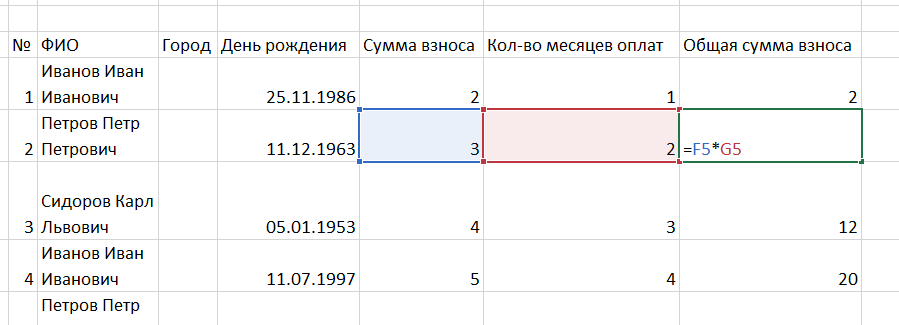 № ФИО Город День рождения Сумма взноса Кол-во месяцев оплат Общая сумма взноса
Иванов Иван
1 Иванович 25.11.1986 2 1 2
Петров Петр
2 Петрович 11.12.1963 3 2 =F5*G5
Сидоров Карл
3 Львович 05.01.1953 4 3 12
Иванов Иван
4 Иванович 11.07.1997 5 4 20
Петров Петр